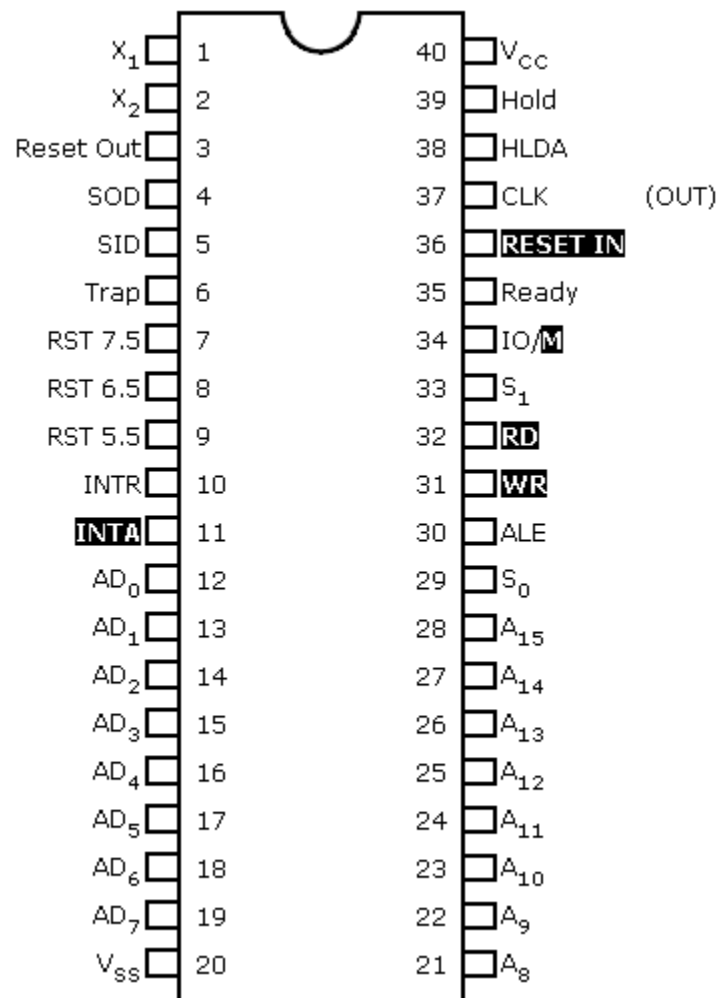 X1 1 40 VCC
X2 2 39 Hold
Reset Out 3 38 HLDA
SOD 4 37 CLK (OUT)
SID 5 36 RESET IN
Trap 6 35 Ready
RST 7.5 7 34 IO/M
RST 6.5 8 33 S1
RST 5.5 9 32 RD
INTR 10 31 WR
INTA 11 30 ALE
AD0 12 29 S0
AD1 13 28 A15
AD2 14 27 A14
AD3 15 26 A13
AD4 16 25 A12
AD5 17 24 A11
AD6 18 23 A10
AD7 19 22 A9
VSS 20 21 A8